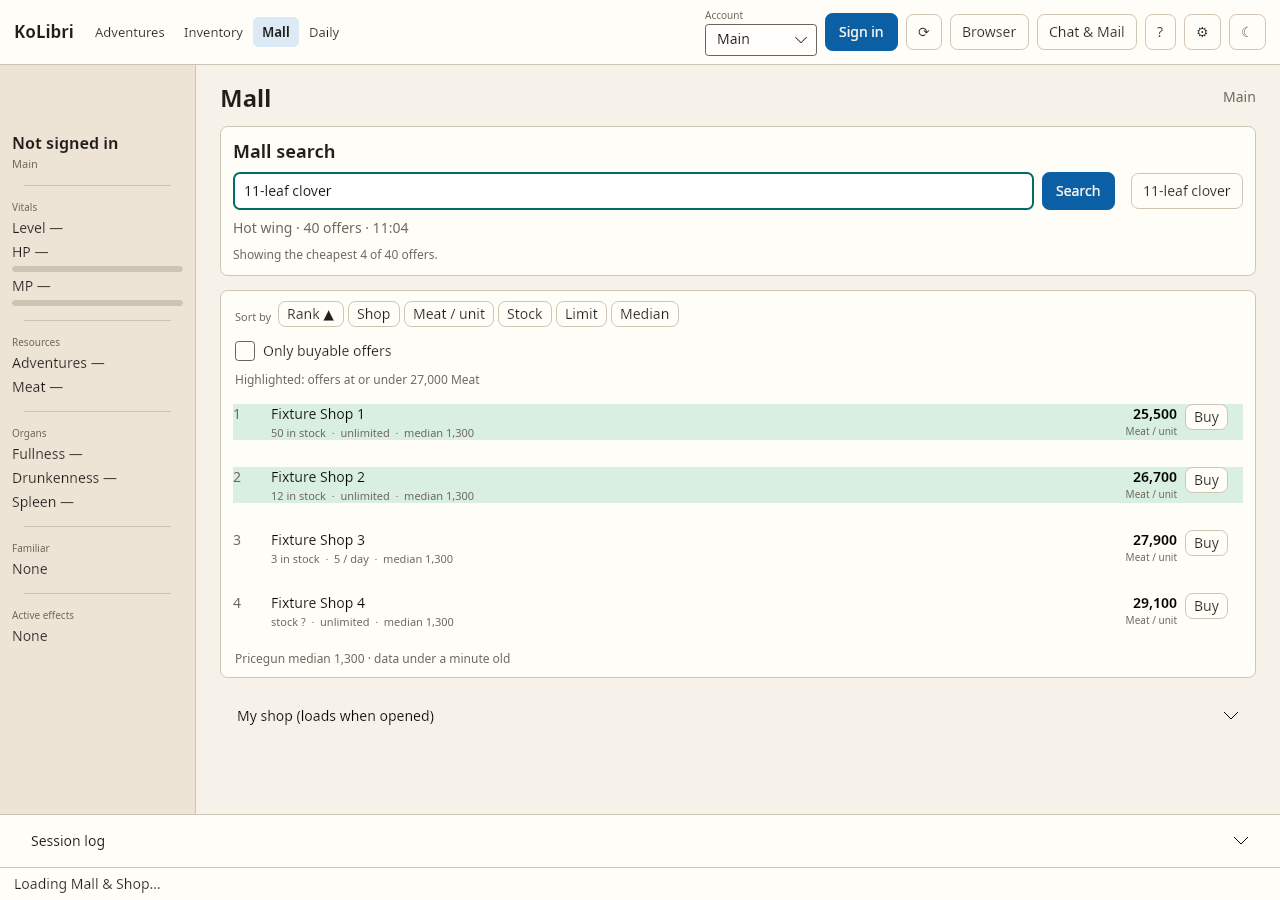 KoLibri
Adventures
Inventory
Mall
Daily
Account
Main
Sign in
⟳
Browser
Chat & Mail
?
⚙
☾
Not signed in
Main
Vitals
Level —
HP —
MP —
Resources
Adventures —
Meat —
Organs
Fullness —
Drunkenness —
Spleen —
Familiar
None
Active effects
None
Mall
Main
Mall search
11-leaf clover
Search
11-leaf clover
Hot wing · 40 offers · 11:04
Showing the cheapest 4 of 40 offers.
Sort by
Rank ▲
Shop
Meat / unit
Stock
Limit
Median
Only buyable offers
Highlighted: offers at or under 27,000 Meat
1
Fixture Shop 1
50 in stock · unlimited · median 1,300
25,500
Meat / unit
Buy
2
Fixture Shop 2
12 in stock · unlimited · median 1,300
26,700
Meat / unit
Buy
3
Fixture Shop 3
3 in stock · 5 / day · median 1,300
27,900
Meat / unit
Buy
4
Fixture Shop 4
stock ? · unlimited · median 1,300
29,100
Meat / unit
Buy
Pricegun median 1,300 · data under a minute old
My shop (loads when opened)
Session log
Loading Mall & Shop…